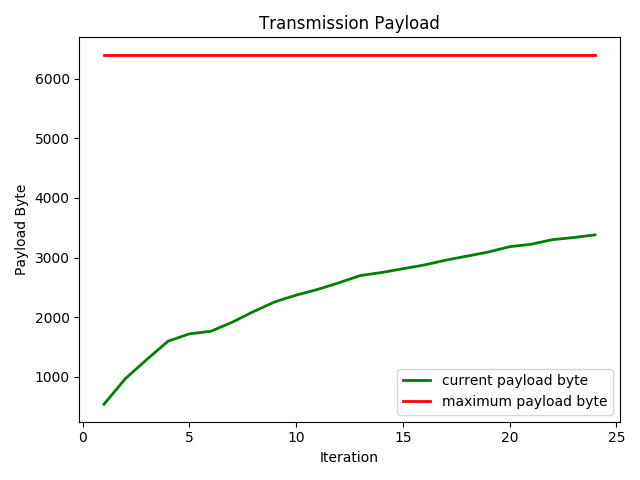 Transmission Payload
6000
5000
4000
3000
2000
1000
Payload Byte
0
5
10
15
20
25
Iteration
current payload byte
maximum payload byte